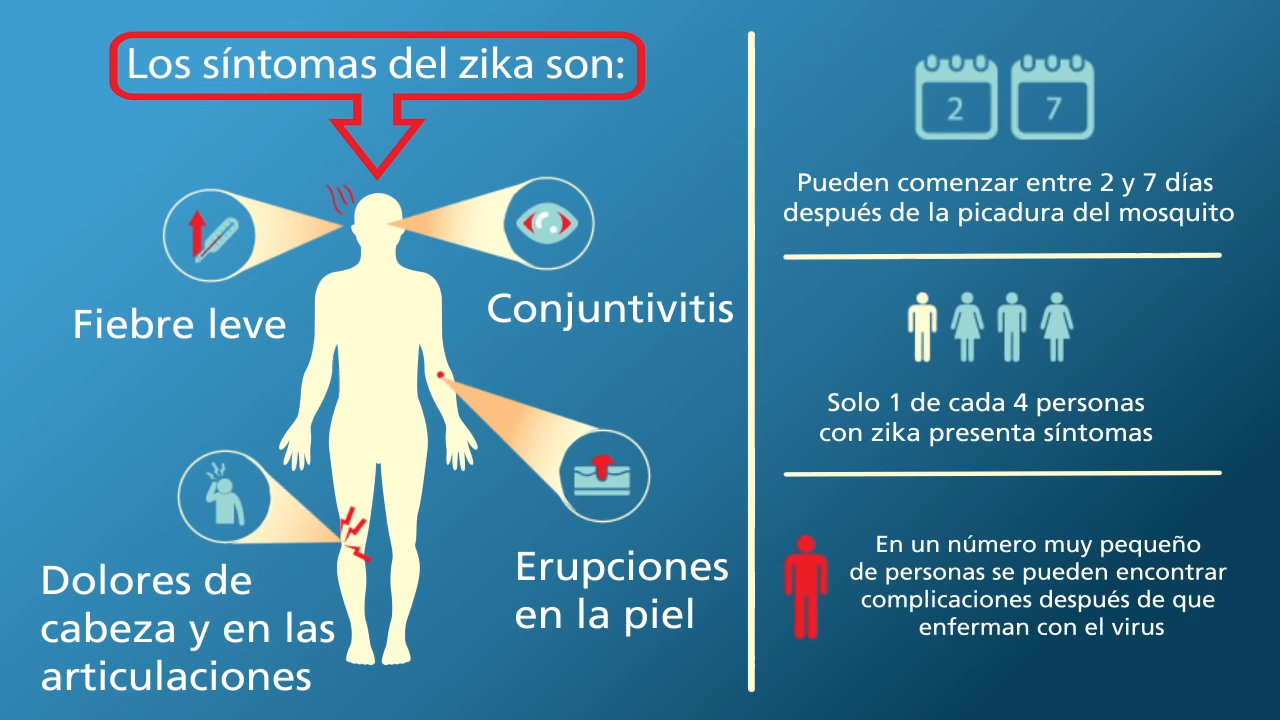 Los síntomas del zika son:
Fiebre leve
Conjuntivitis
Dolores de
cabeza y en las
articulaciones
Erupciones
en la piel
2 7
Pueden comenzar entre 2 y 7 días
después de la picadura del mosquito
Solo 1 de cada 4 personas
con zika presenta síntomas
En un número muy pequeño
de personas se pueden encontrar
complicaciones después de que
enferman con el virus